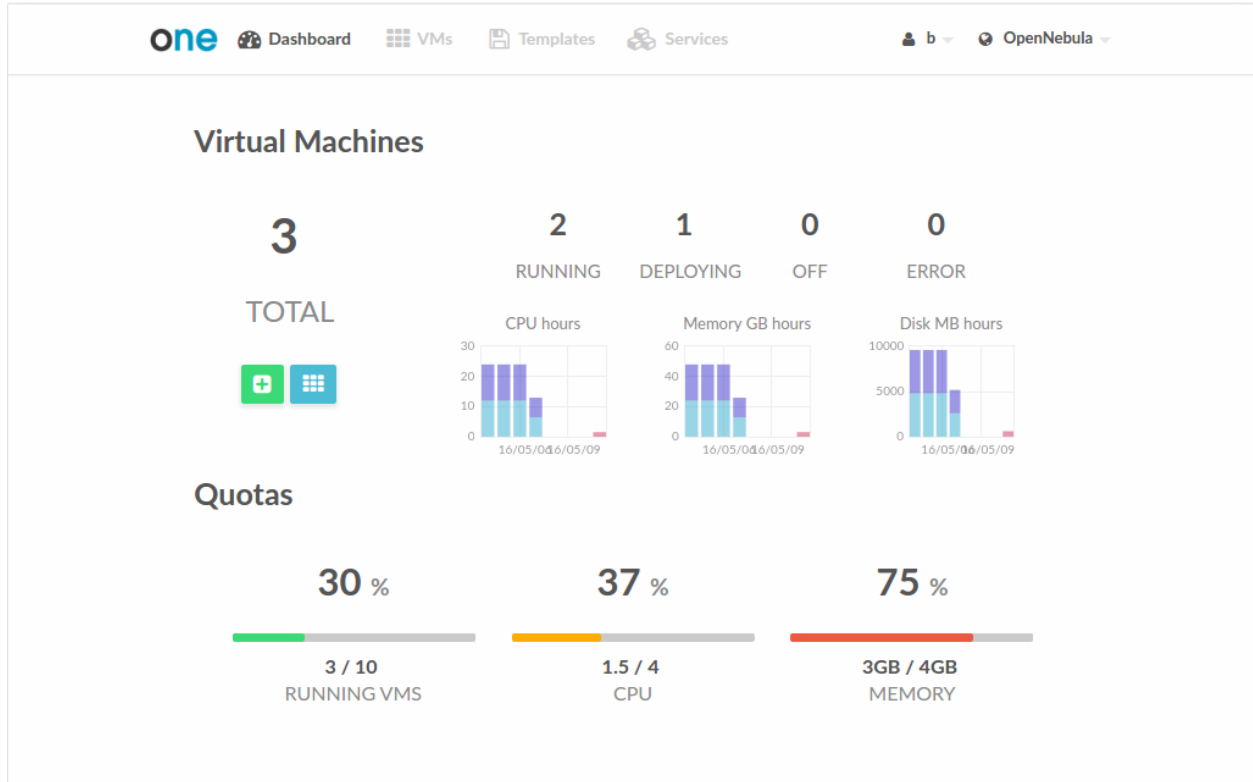 one Dashboard VMs Templates Services b OpenNebula
Virtual Machines
3
TOTAL
2 1 0 0
RUNNING DEPLOYING OFF ERROR
CPU hours Memory GB hours Disk MB hours
30
20
10
0
16/05/06 16/05/09
60
40
20
0
16/05/06 16/05/09
10000
5000
0
16/05/06 16/05/09
Quotas
30 % 37 % 75 %
3 / 10 1.5 / 4 3GB / 4GB
RUNNING VMS CPU MEMORY